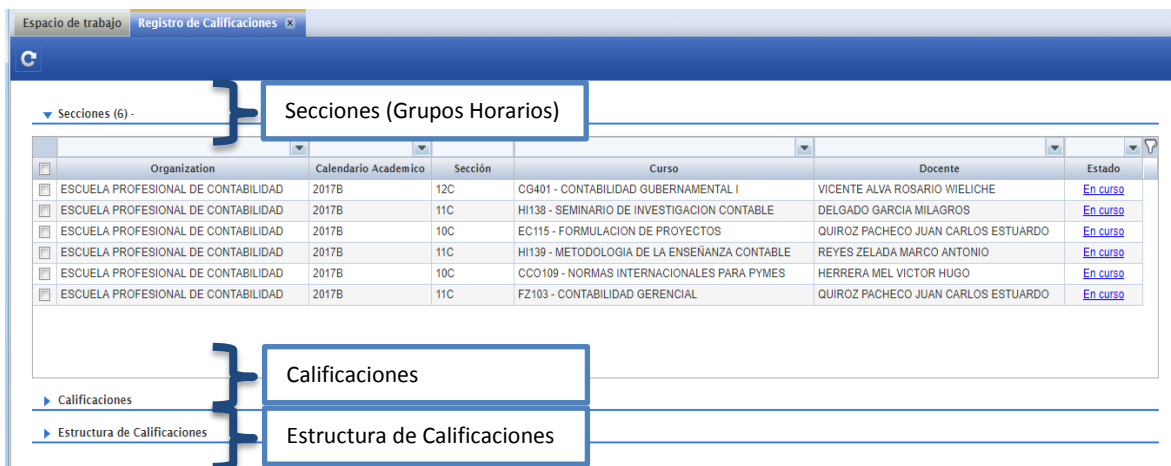 Espacio de trabajo Registro de Calificaciones
Secciones (Grupos Horarios)
Secciones (6) -
Organization Calendario Academico Sección Curso Docente Estado
ESCUELA PROFESIONAL DE CONTABILIDAD 2017B 12C CG401 - CONTABILIDAD GUBERNAMENTAL I VICENTE ALVA ROSARIO WIELICHE En curso
ESCUELA PROFESIONAL DE CONTABILIDAD 2017B 11C HI138 - SEMINARIO DE INVESTIGACION CONTABLE DELGADO GARCIA MILAGROS En curso
ESCUELA PROFESIONAL DE CONTABILIDAD 2017B 10C EC115 - FORMULACION DE PROYECTOS QUIROZ PACHECO JUAN CARLOS ESTUARDO En curso
ESCUELA PROFESIONAL DE CONTABILIDAD 2017B 11C HI139 - METODOLOGIA DE LA ENSEÑANZA CONTABLE REYES ZELADA MARCO ANTONIO En curso
ESCUELA PROFESIONAL DE CONTABILIDAD 2017B 10C CCO109 - NORMAS INTERNACIONALES PARA PYMES HERRERA MEL VICTOR HUGO En curso
ESCUELA PROFESIONAL DE CONTABILIDAD 2017B 11C FZ103 - CONTABILIDAD GERENCIAL QUIROZ PACHECO JUAN CARLOS ESTUARDO En curso
Calificaciones
Calificaciones
Estructura de Calificaciones Estructura de Calificaciones